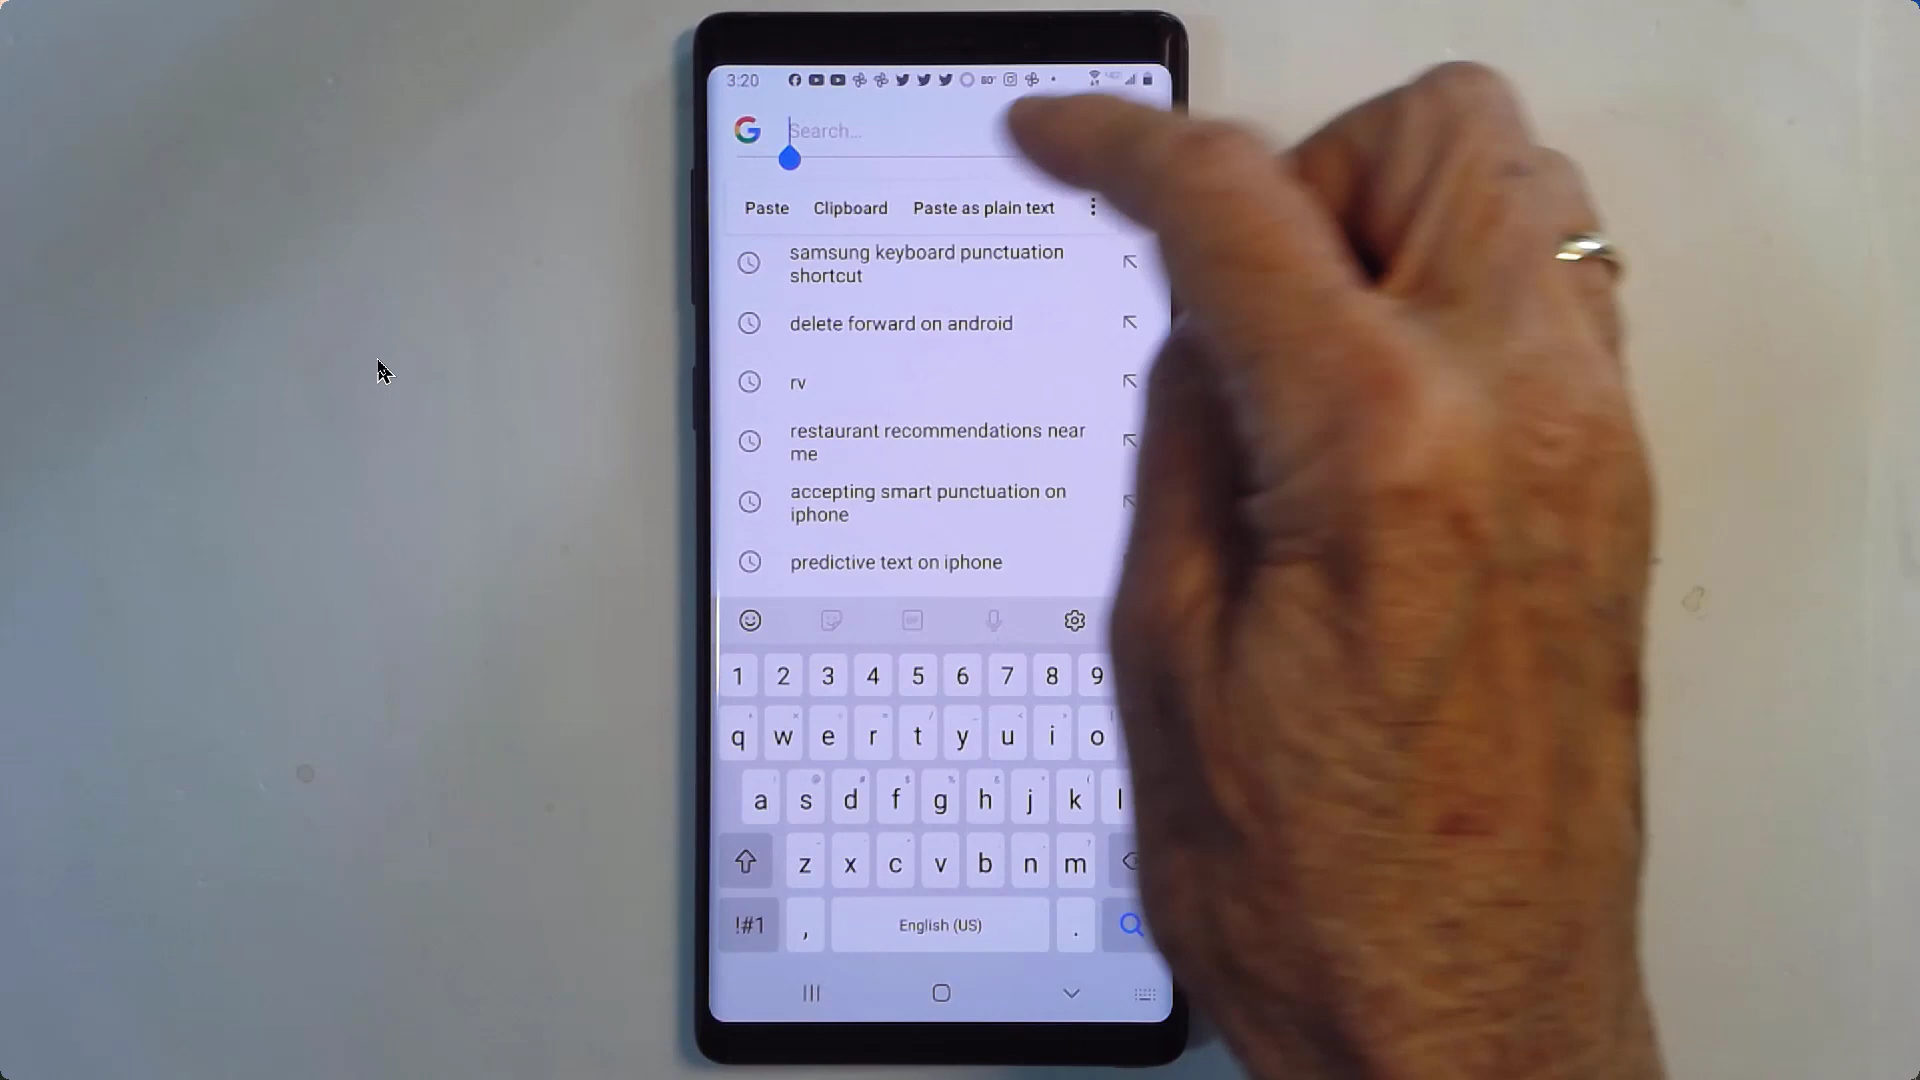 3:20 80°
G Search...
Paste Clipboard Paste as plain text
samsung keyboard punctuation
shortcut
delete forward on android
rv
restaurant recommendations near
me
accepting smart punctuation on
iphone
predictive text on iphone
1 2 3 4 5 6 7 8 9
q w e r t y u i o
a s d f g h j k l
z x c v b n m
!#1 , English (US) .